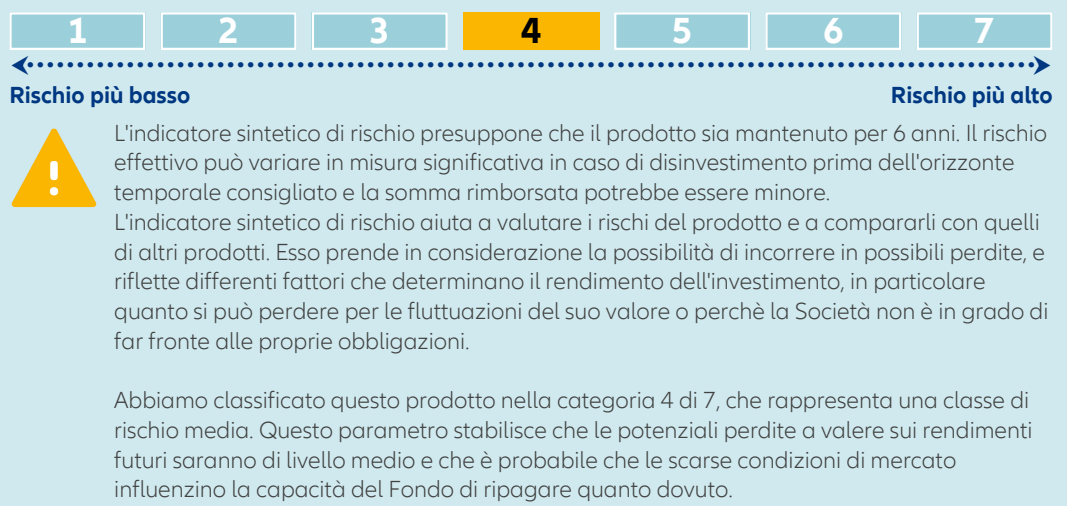 1 2 3 4 5 6 7
Rischio più basso Rischio più alto
L'indicatore sintetico di rischio presuppone che il prodotto sia mantenuto per 6 anni. Il rischio
effettivo può variare in misura significativa in caso di disinvestimento prima dell'orizzonte
temporale consigliato e la somma rimborsata potrebbe essere minore.
L'indicatore sintetico di rischio aiuta a valutare i rischi del prodotto e a compararli con quelli
di altri prodotti. Esso prende in considerazione la possibilità di incorrere in possibili perdite, e
riflette differenti fattori che determinano il rendimento dell'investimento, in particolare
quanto si può perdere per le fluttuazioni del suo valore o perchè la Società non è in grado di
far fronte alle proprie obbligazioni.
Abbiamo classificato questo prodotto nella categoria 4 di 7, che rappresenta una classe di
rischio media. Questo parametro stabilisce che le potenziali perdite a valere sui rendimenti
futuri saranno di livello medio e che è probabile che le scarse condizioni di mercato
influenzino la capacità del Fondo di ripagare quanto dovuto.